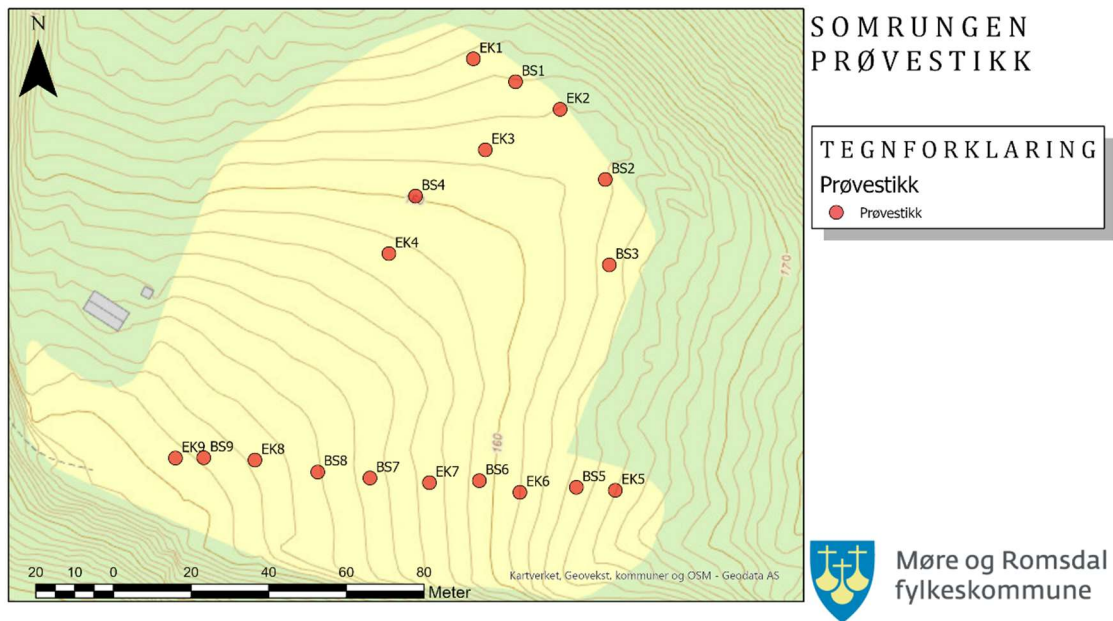 N
EK1
BS1
EK2
EK3
BS2
BS4
EK4
BS3
170
160
EK9
BS9
EK8
BS8
BS7
EK7
BS6
EK6
BS5
EK5
20 10 0 20 40 60 80
Meter
Kartverket, Geovekst. kommuner og OSM - Geodata AS
SOMRUNGEN
PRØVESTIKK
TEGNFORKLARING
Prøvestikk
Prøvestikk
Møre og Romsdal
fylkeskommune